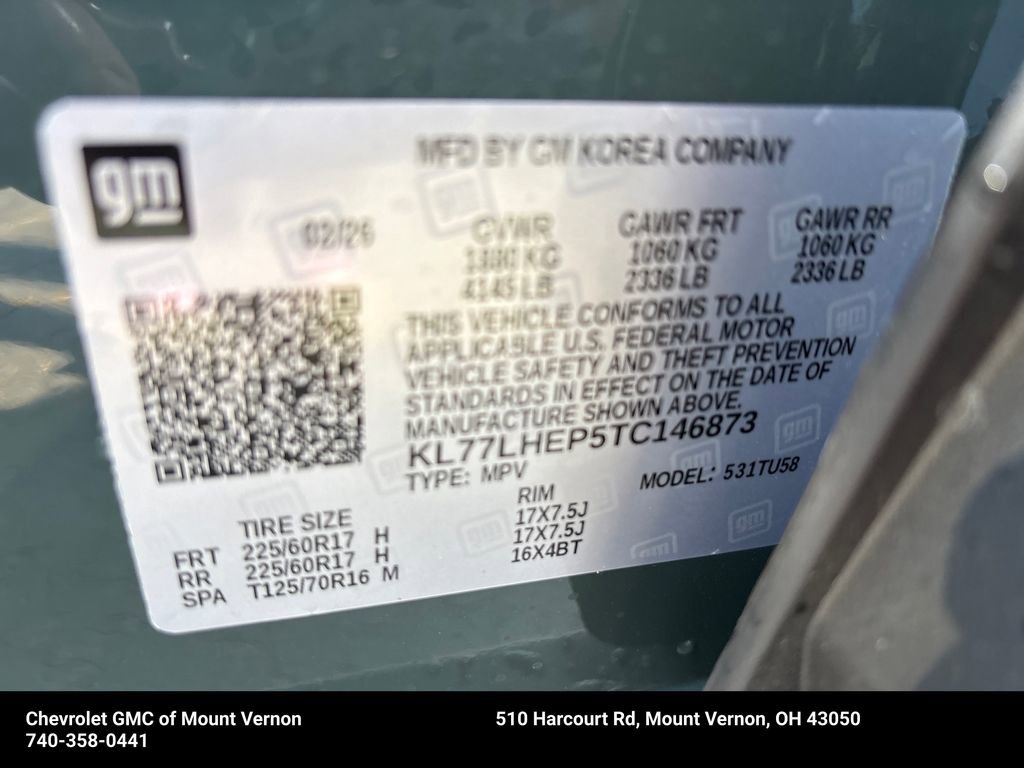 gm
MFD BY GM KOREA COMPANY
02/26
GVWR GAWR FRT GAWR RR
1880 KG 1060 KG 1060 KG
4145 LB 2336 LB 2336 LB
THIS VEHICLE CONFORMS TO ALL
APPLICABLE U.S. FEDERAL MOTOR
VEHICLE SAFETY AND THEFT PREVENTION
STANDARDS IN EFFECT ON THE DATE OF
MANUFACTURE SHOWN ABOVE.
KL77LHEP5TC146873
TYPE: MPV MODEL: 531TU58
TIRE SIZE RIM
FRT 225/60R17 H 17X7.5J
RR 225/60R17 H 17X7.5J
SPA T125/70R16 M 16X4BT
Chevrolet GMC of Mount Vernon 510 Harcourt Rd, Mount Vernon, OH 43050
740-358-0441